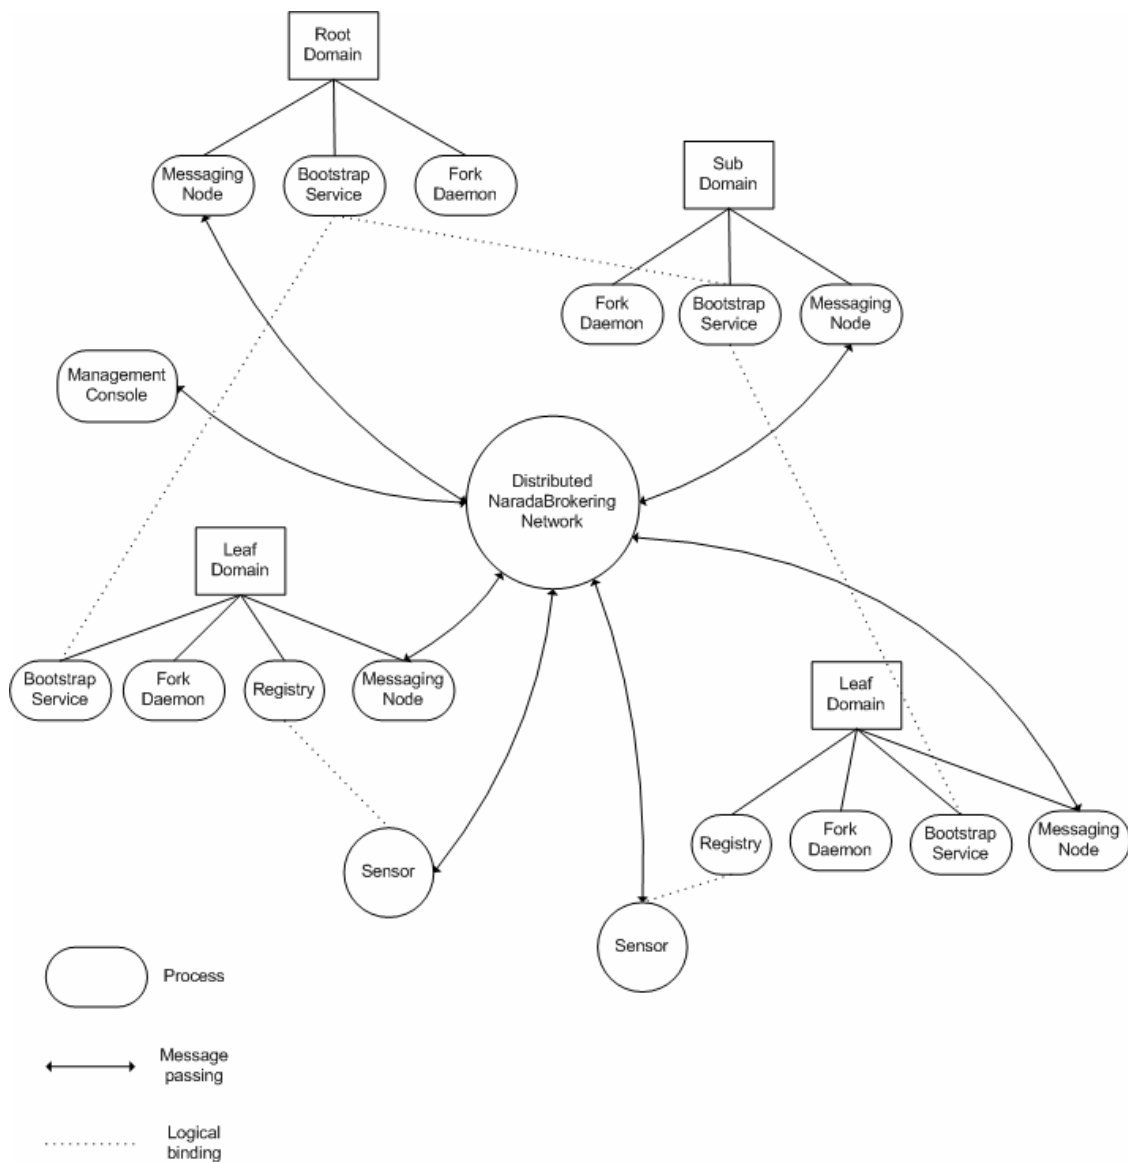 Root
Domain
Messaging
Node
Bootstrap
Service
Fork
Daemon
Sub
Domain
Fork
Daemon
Bootstrap
Service
Messaging
Node
Management
Console
Distributed
NaradaBrokering
Network
Leaf
Domain
Bootstrap
Service
Fork
Daemon
Registry
Messaging
Node
Leaf
Domain
Registry
Fork
Daemon
Bootstrap
Service
Messaging
Node
Sensor
Sensor
Process
Message
passing
Logical
binding